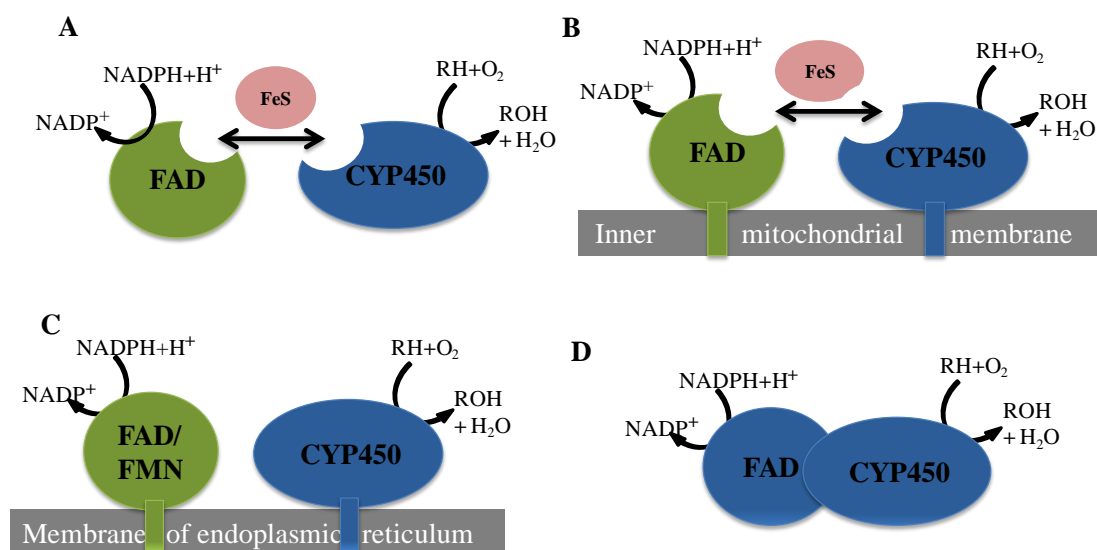 A
NADPH+H⁺
NADP⁺
FeS
RH+O₂
ROH
+ H₂O
FAD
CYP450
B
NADPH+H⁺
NADP⁺
FeS
RH+O₂
ROH
+ H₂O
FAD
CYP450
Inner mitochondrial membrane
C
NADPH+H⁺
NADP⁺
RH+O₂
ROH
+ H₂O
FAD/
FMN
CYP450
Membrane of endoplasmic reticulum
D
NADPH+H⁺
NADP⁺
RH+O₂
ROH
+ H₂O
FAD
CYP450